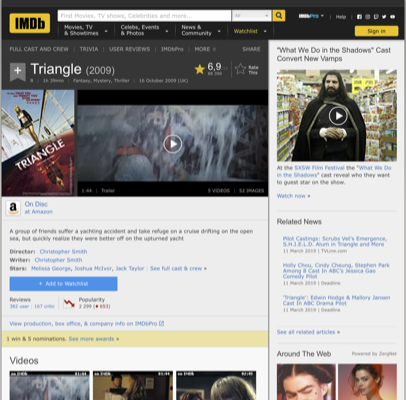 IMDb
Find Movies, TV shows, Celebrities and more...
All
IMDbPro
Help
Movies, TV
& Showtimes
Celebs, Events
& Photos
News &
Community
Watchlist
Sign in
FULL CAST AND CREW | TRIVIA | USER REVIEWS | IMDbPro | MORE
SHARE
Triangle (2009)
6,9
Rate
This
1h 39min | Fantasy, Mystery, Thriller | 16 October 2009 (UK)
TRIANGLE
1:44 | Trailer
5 VIDEOS | 52 IMAGES
On Disc
at Amazon
A group of friends suffer a yachting accident and take refuge on a cruise drifting on the open
sea, but quickly realize they were better off on the upturned yacht
Director: Christopher Smith
Writer: Christopher Smith
Stars: Melissa George, Joshua McIvor, Jack Taylor | See full cast & crew »
+ Add to Watchlist
Reviews
362 user | 167 critic
Popularity
2 299
View production, box office, & company info on IMDbPro
1 win & 5 nominations. See more awards »
Videos
"What We Do in the Shadows" Cast
Convert New Vamps
At the SXSW Film Festival the "What We Do
in the Shadows" cast reveal who they want
to guest star on the show.
Watch now »
Related News
Pilot Castings: Scrubs Vet's Emergence,
S.H.I.E.L.D. Alum in Triangle and More
11 March 2019 | TVLine.com
Holly Chou, Cindy Cheung, Stephen Park
Among 8 Cast In ABC's Jessica Gao
Comedy Pilot
11 March 2019 | Deadline
'Triangle': Edwin Hodge & Mallory Jansen
Cast In ABC Drama Pilot
11 March 2019 | Deadline
See all related articles »
Around The Web
Powered by ZergNet